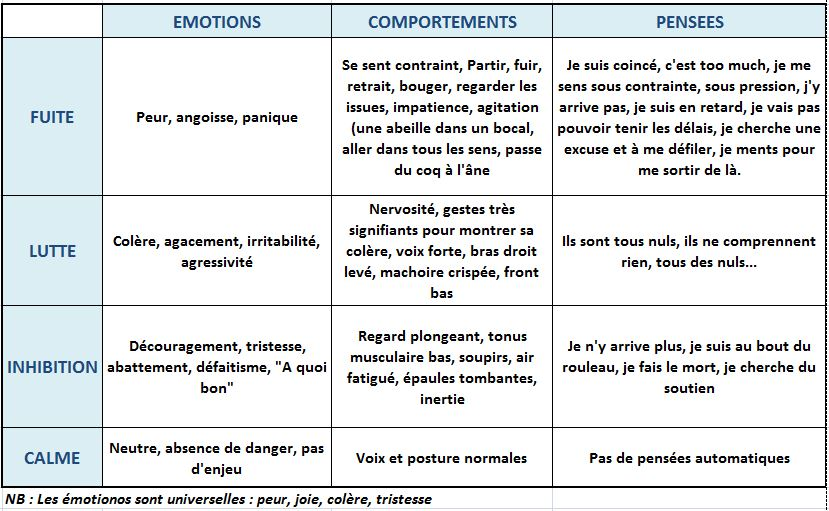 EMOTIONS COMPORTEMENTS PENSEES
FUITE
Peur, angoisse, panique
Se sent contraint, Partir, fuir,
retrait, bouger, regarder les
issues, impatience, agitation
(une abeille dans un bocal,
aller dans tous les sens, passe
du coq à l'âne
Je suis coincé, c'est too much, je me
sens sous contrainte, sous pression, j'y
arrive pas, je suis en retard, je vais pas
pouvoir tenir les délais, je cherche une
excuse et à me défiler, je ments pour
me sortir de là.
LUTTE
Colère, agacement, irritabilité,
agressivité
Nervosité, gestes très
signifiants pour montrer sa
colère, voix forte, bras droit
levé, machoire crispée, front
bas
Ils sont tous nuls, ils ne comprennent
rien, tous des nuls...
INHIBITION
Découragement, tristesse,
abattement, défaitisme, "A quoi
bon"
Regard plongeant, tonus
musculaire bas, soupirs, air
fatigué, épaules tombantes,
inertie
Je n'y arrive plus, je suis au bout du
rouleau, je fais le mort, je cherche du
soutien
CALME
Neutre, absence de danger, pas
d'enjeu
Voix et posture normales
Pas de pensées automatiques
NB : Les émotionos sont universelles : peur, joie, colère, tristesse